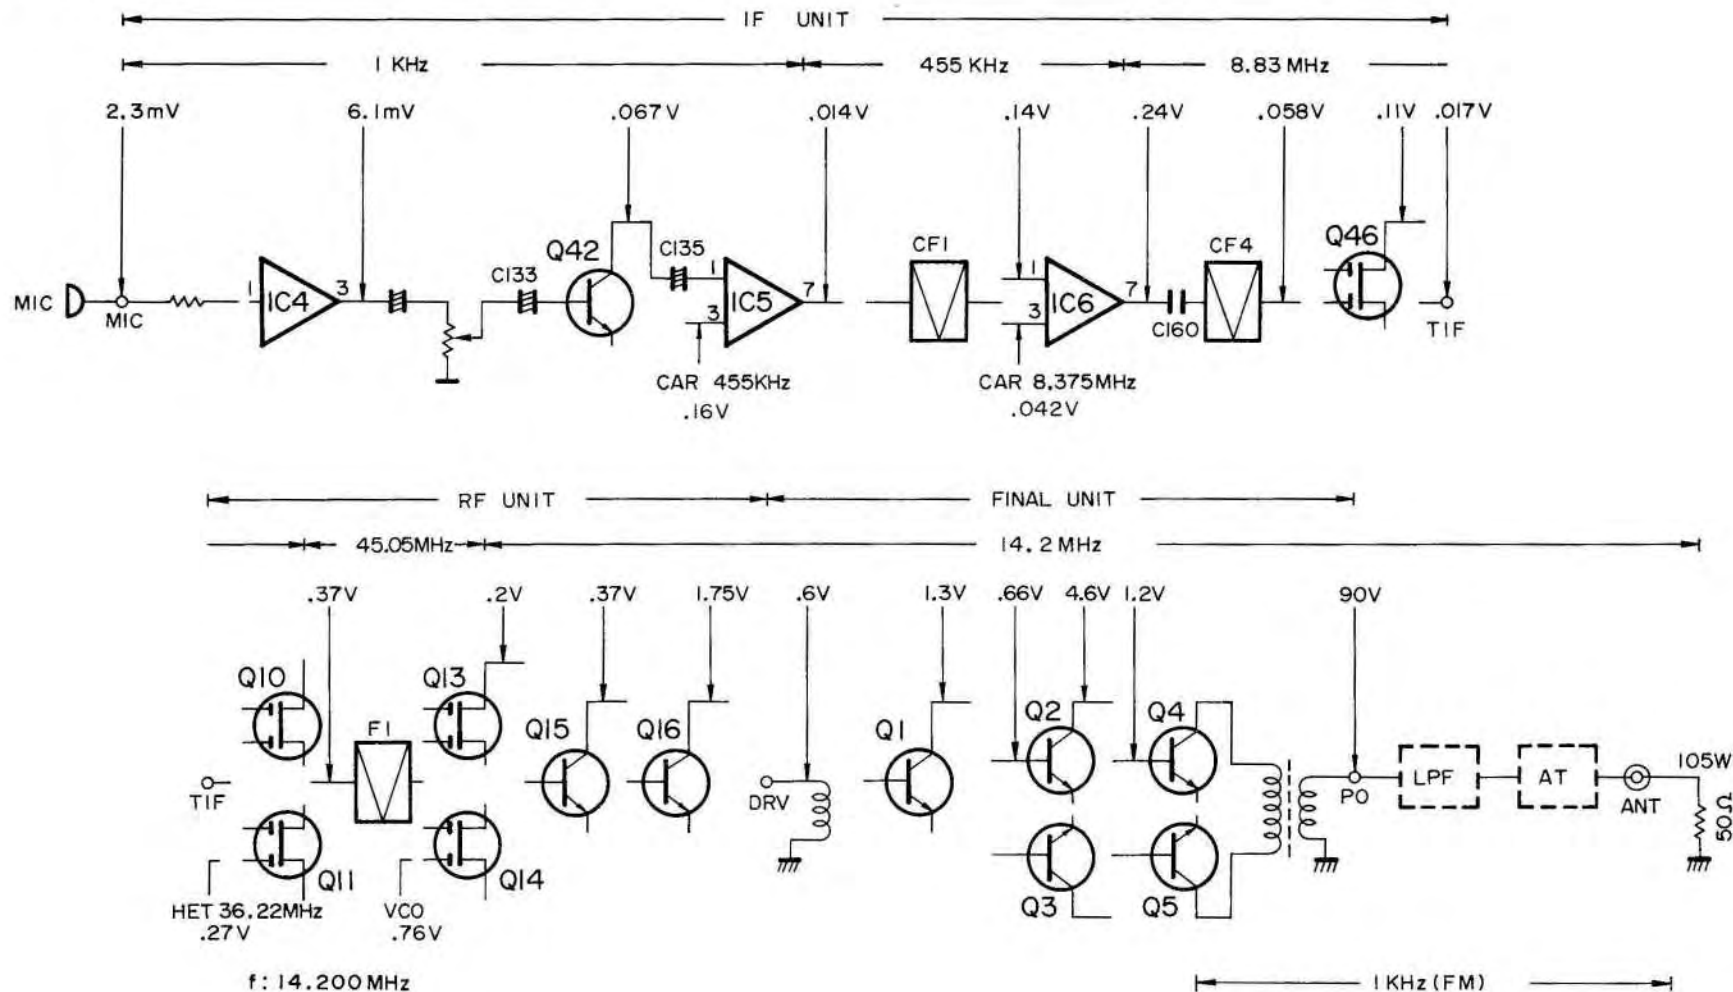 IF UNIT
1 KHz
455 KHz
8.83 MHz
2.3mV
6.1mV
.067V
.014V
.14V
.24V
.058V
.11V
.017V
Q42
C135
CF1
CF4
Q46
C133
MIC
MIC
1
IC4
3
1
IC5
7
3
1
IC6
7
3
C160
TIF
CAR 455KHz
.16V
CAR 8.375MHz
.042V
RF UNIT
FINAL UNIT
45.05MHz
14.2 MHz
.37V
.2V
.37V
1.75V
.6V
1.3V
.66V
4.6V
1.2V
90V
Q10
Q13
F1
Q15
Q16
Q1
Q2
Q4
TIF
DRV
PO
LPF
AT
ANT
105W
50Ω
Q11
Q14
Q3
Q5
HET 36.22MHz
.27V
VCO
.76V
f: 14.200 MHz
1 KHz (FM)